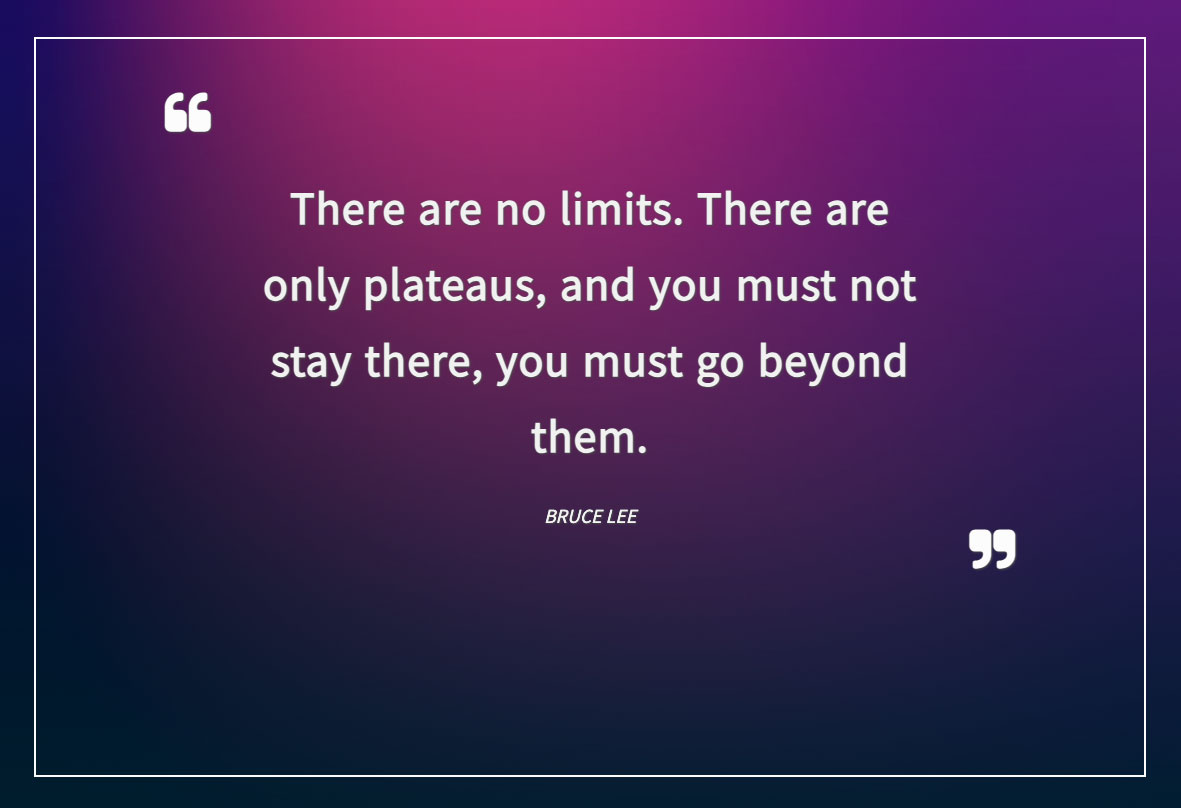 “
There are no limits. There are
only plateaus, and you must not
stay there, you must go beyond
them.
BRUCE LEE
”